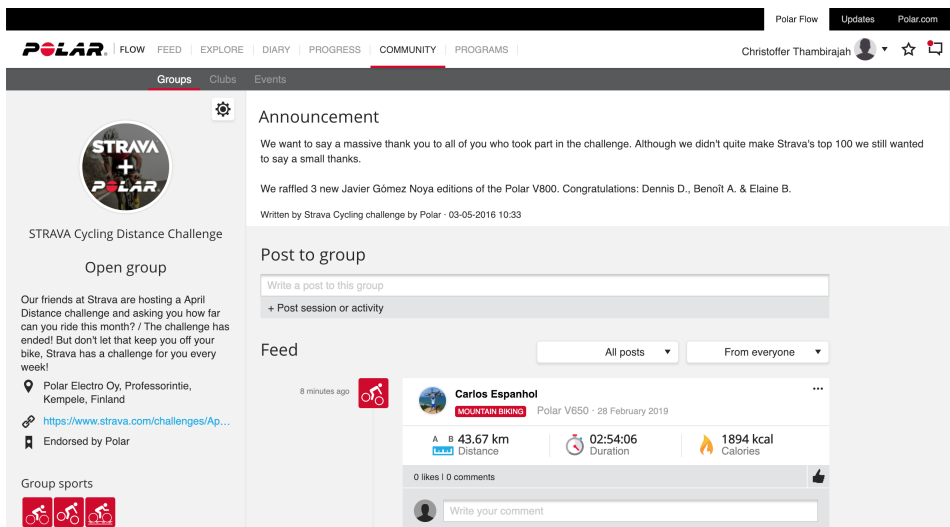 Polar Flow Updates Polar.com
POLAR. FLOW FEED EXPLORE DIARY PROGRESS COMMUNITY PROGRAMS Christoffer Thambirajah
Groups Clubs Events
STRAVA
+
POLAR.
STRAVA Cycling Distance Challenge
Open group
Our friends at Strava are hosting a April
Distance challenge and asking you how far
can you ride this month? / The challenge has
ended! But don't let that keep you off your
bike, Strava has a challenge for you every
week!
Polar Electro Oy, Professorintie,
Kempele, Finland
https://www.strava.com/challenges/Ap...
Endorsed by Polar
Group sports
Announcement
We want to say a massive thank you to all of you who took part in the challenge. Although we didn't quite make Strava's top 100 we still wanted
to say a small thanks.
We raffled 3 new Javier Gómez Noya editions of the Polar V800. Congratulations: Dennis D., Benoît A. & Elaine B.
Written by Strava Cycling challenge by Polar · 03-05-2016 10:33
Post to group
Write a post to this group
+ Post session or activity
Feed
All posts
From everyone
8 minutes ago
Carlos Espanhol
MOUNTAIN BIKING Polar V650 · 28 February 2019
A B 43.67 km
Distance
02:54:06
Duration
1894 kcal
Calories
0 likes | 0 comments
Write your comment